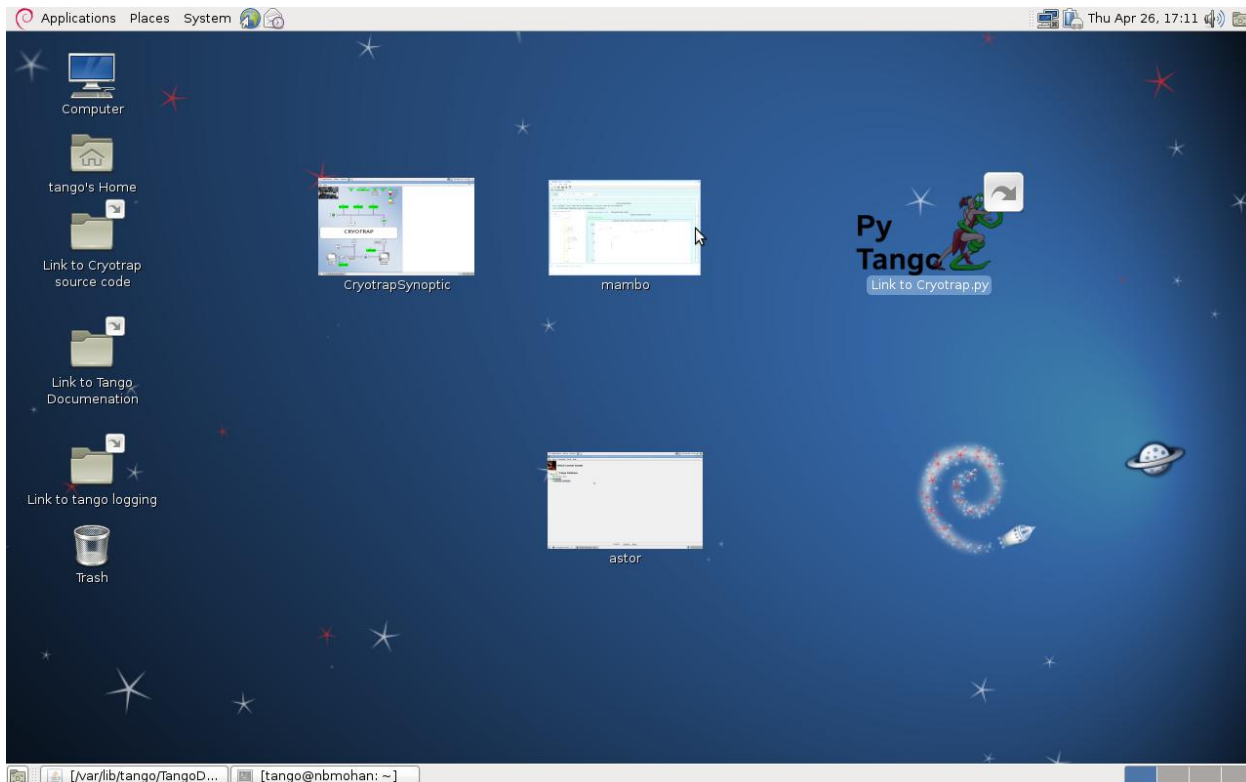 Applications Places System
Thu Apr 26, 17:11
Computer
tango's Home
Link to Cryotrap
source code
Link to Tango
Documenation
Link to tango logging
Trash
CRYOTRAP
CryotrapSynoptic
mambo
Py
Tango
Link to Cryotrap.py
astor
[/var/lib/tango/TangoD...
[tango@nbmohan: ~]